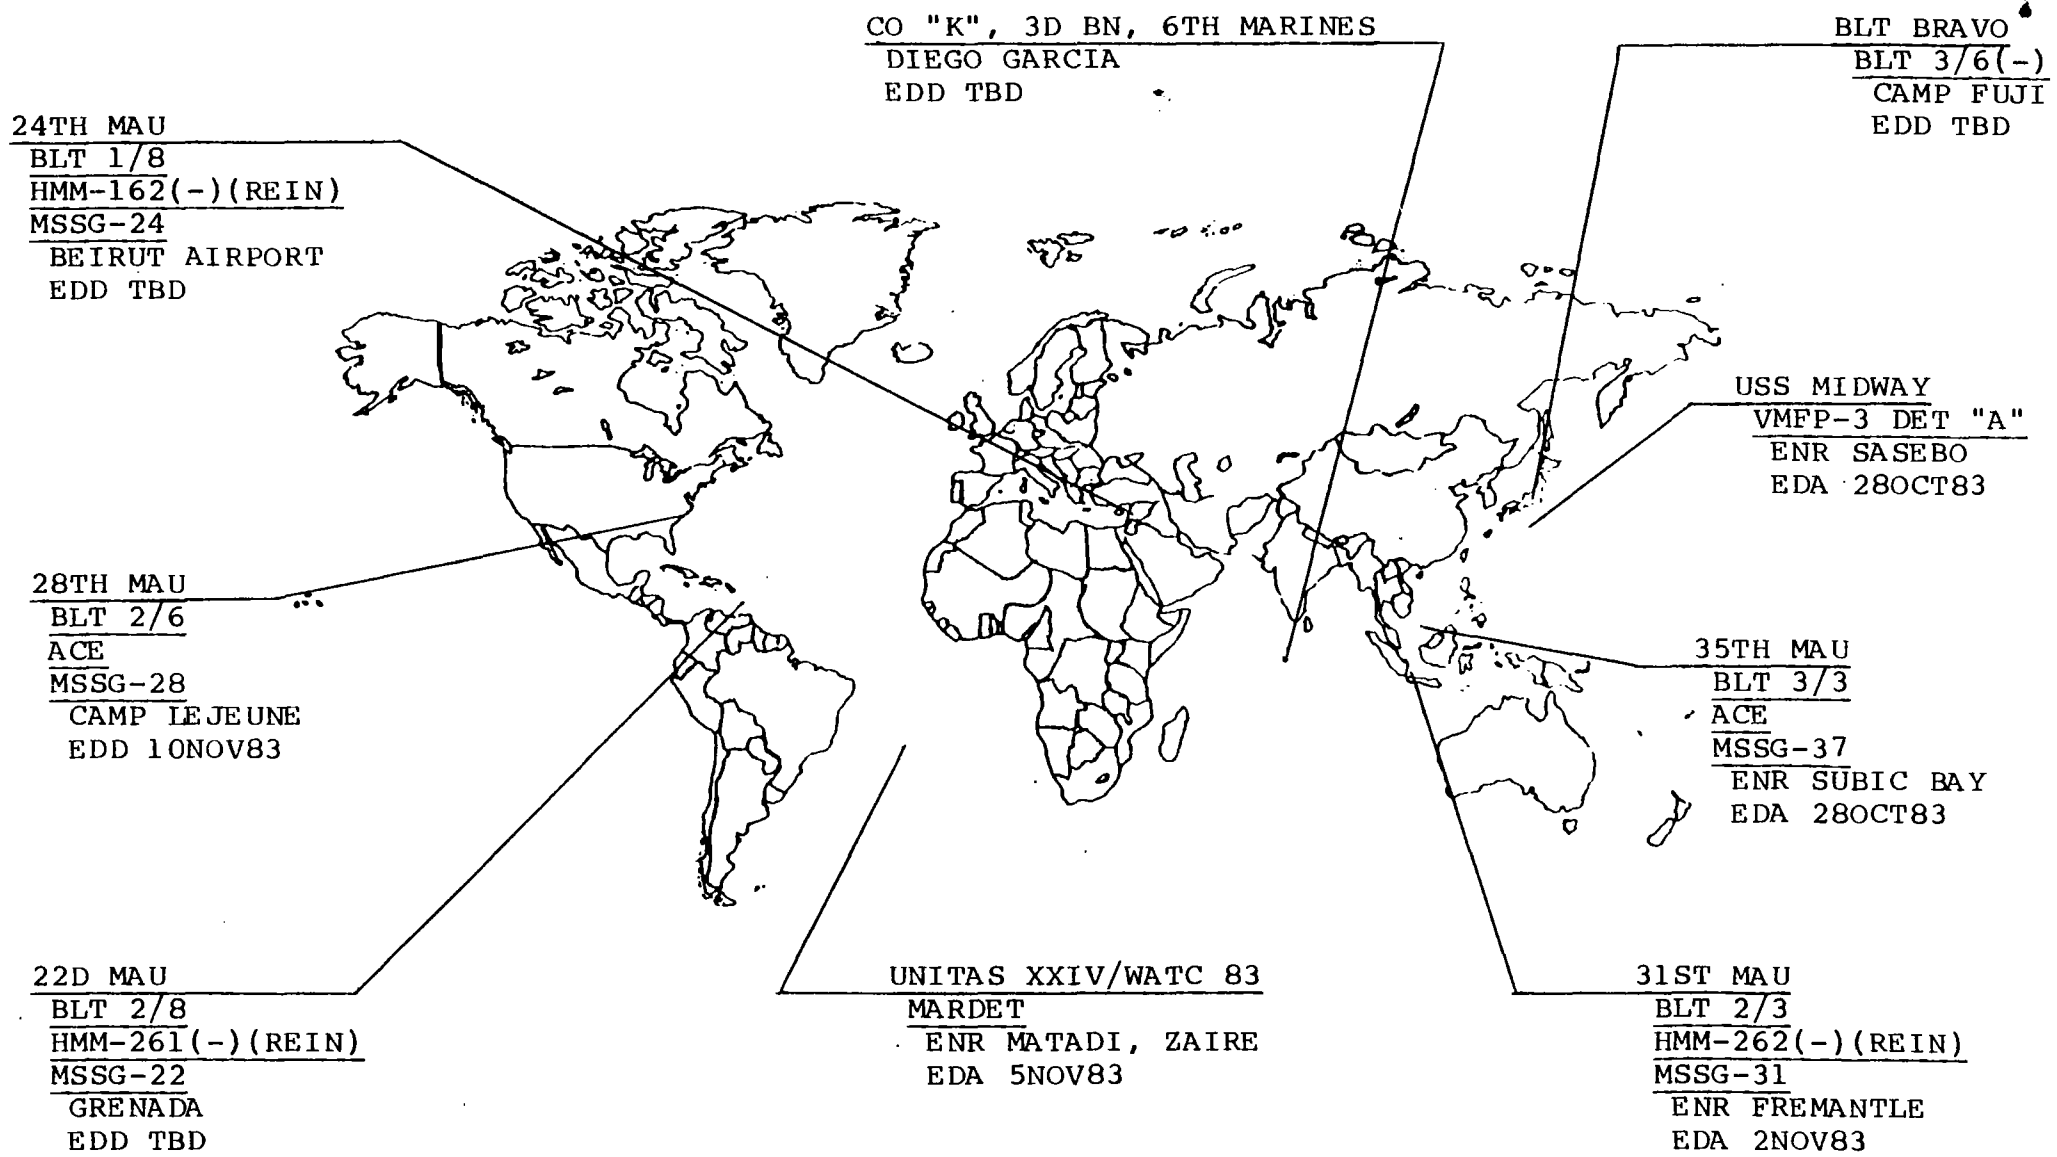 CO "K", 3D BN, 6TH MARINES
DIEGO GARCIA
EDD TBD
BLT BRAVO
BLT 3/6(-)
CAMP FUJI
EDD TBD
24TH MAU
BLT 1/8
HMM-162(-)(REIN)
MSSG-24
BEIRUT AIRPORT
EDD TBD
USS MIDWAY
VMFP-3 DET "A"
ENR SASEBO
EDA 28OCT83
28TH MAU
BLT 2/6
ACE
MSSG-28
CAMP LEJEUNE
EDD 10NOV83
35TH MAU
BLT 3/3
ACE
MSSG-37
ENR SUBIC BAY
EDA 28OCT83
22D MAU
BLT 2/8
HMM-261(-)(REIN)
MSSG-22
GRENADA
EDD TBD
UNITAS XXIV/WATC 83
MARDET
ENR MATADI, ZAIRE
EDA 5NOV83
31ST MAU
BLT 2/3
HMM-262(-)(REIN)
MSSG-31
ENR FREMANTLE
EDA 2NOV83